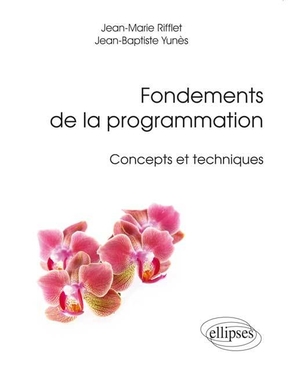 Jean-Marie Rifflet
Jean-Baptiste Yunès
Fondements
de la programmation
Concepts et techniques
ellipses